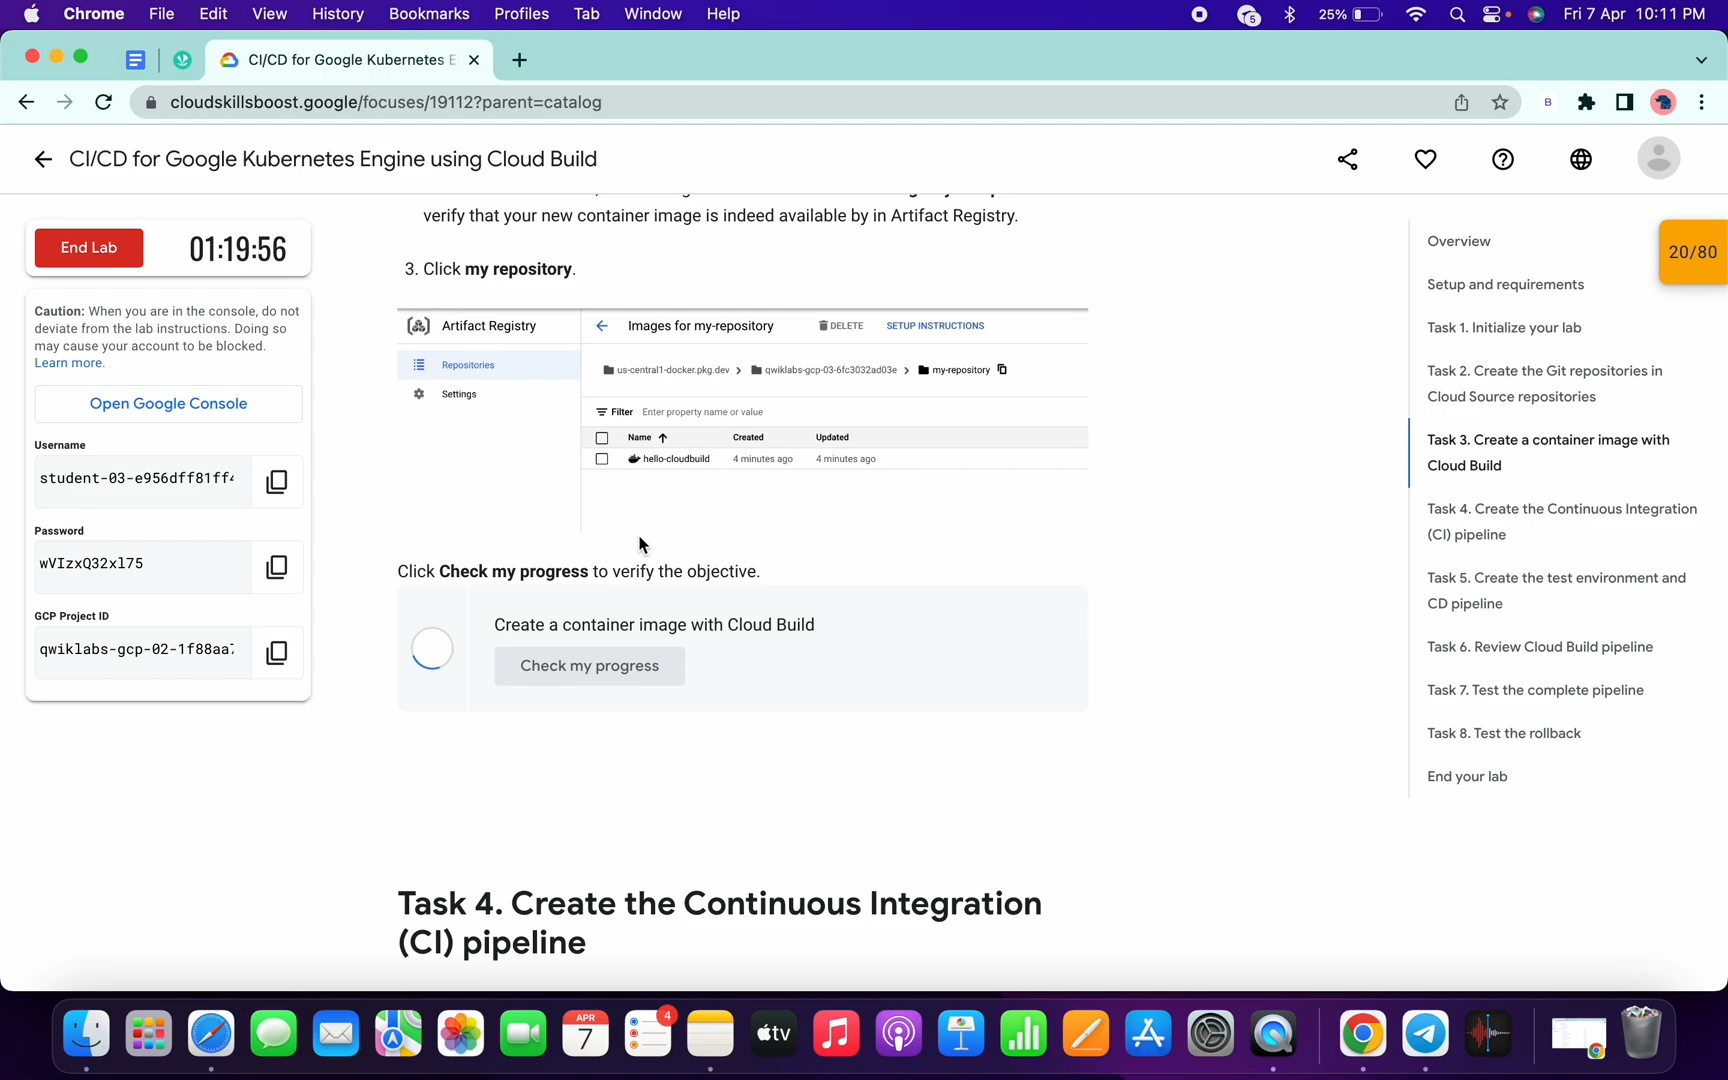 Chrome File Edit View History Bookmarks Profiles Tab Window Help 5 25% Fri 7 Apr 10:11 PM
CI/CD for Google Kubernetes E
cloudskillsboost.google/focuses/19112?parent=catalog B
CI/CD for Google Kubernetes Engine using Cloud Build
End Lab 01:19:56
Caution: When you are in the console, do not
deviate from the lab instructions. Doing so
may cause your account to be blocked.
Learn more.
Open Google Console
Username
student-03-e956dff81ff4
Password
wVIzxQ32xl75
GCP Project ID
qwiklabs-gcp-02-1f88aa7
verify that your new container image is indeed available by in Artifact Registry.
3. Click my repository.
Artifact Registry
Repositories
Settings
Images for my-repository DELETE SETUP INSTRUCTIONS
us-central1-docker.pkg.dev > qwiklabs-gcp-03-6fc3032ad03e > my-repository
Filter Enter property name or value
Name Created Updated
hello-cloudbuild 4 minutes ago 4 minutes ago
Click Check my progress to verify the objective.
Create a container image with Cloud Build
Check my progress
Task 4. Create the Continuous Integration
(CI) pipeline
Overview
Setup and requirements
Task 1. Initialize your lab
Task 2. Create the Git repositories in
Cloud Source repositories
Task 3. Create a container image with
Cloud Build
Task 4. Create the Continuous Integration
(CI) pipeline
Task 5. Create the test environment and
CD pipeline
Task 6. Review Cloud Build pipeline
Task 7. Test the complete pipeline
Task 8. Test the rollback
End your lab
20/80
APR
7
4
tv